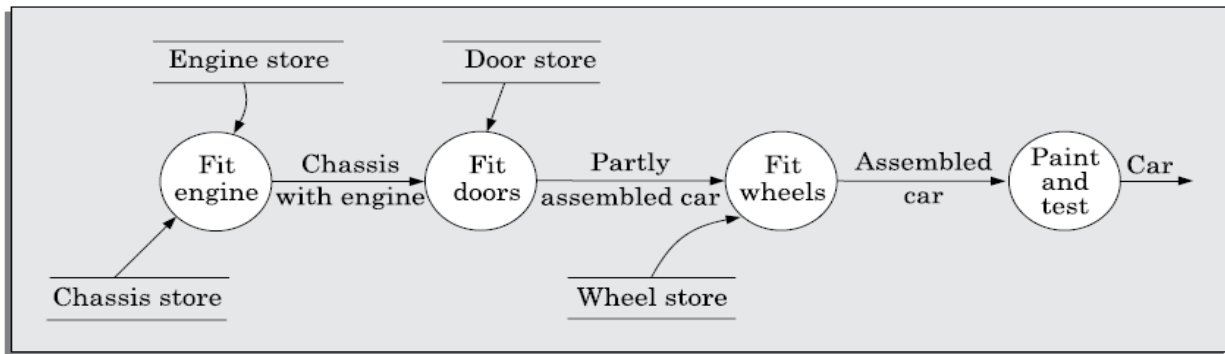 Engine store
Door store
Fit
engine
Chassis
with engine
Fit
doors
Partly
assembled car
Fit
wheels
Assembled
car
Paint
and
test
Car
Chassis store
Wheel store